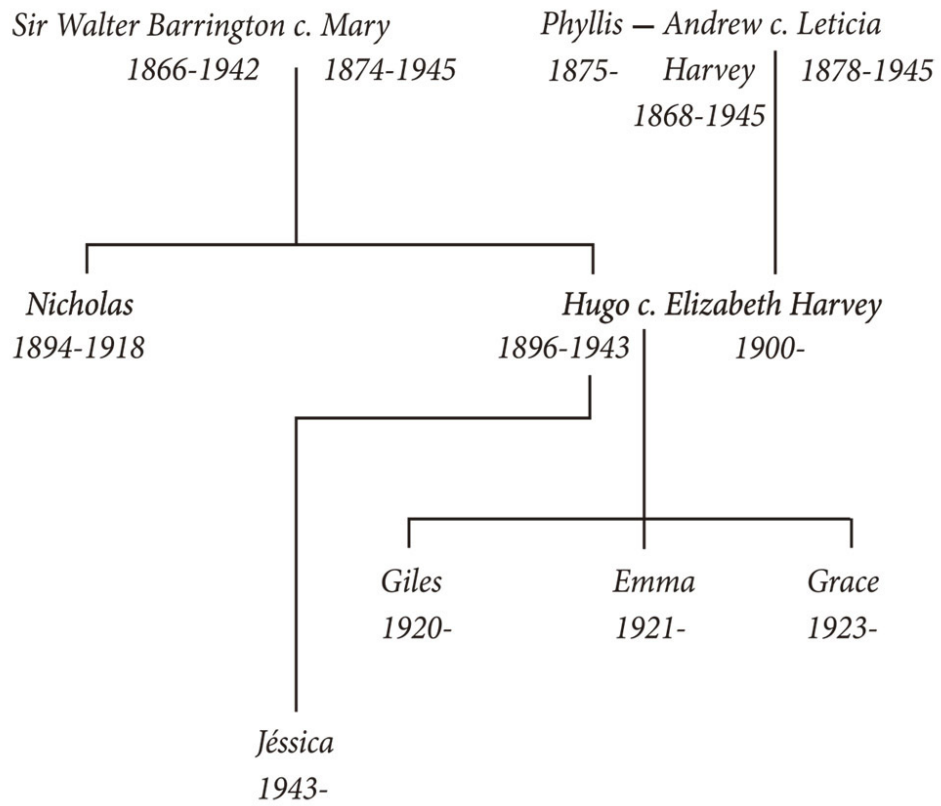 Sir Walter Barrington c. Mary
1866-1942 1874-1945
Phyllis — Andrew c. Leticia
1875- Harvey 1878-1945
1868-1945
Nicholas
1894-1918
Hugo c. Elizabeth Harvey
1896-1943 1900-
Giles
1920-
Emma
1921-
Grace
1923-
Jéssica
1943-